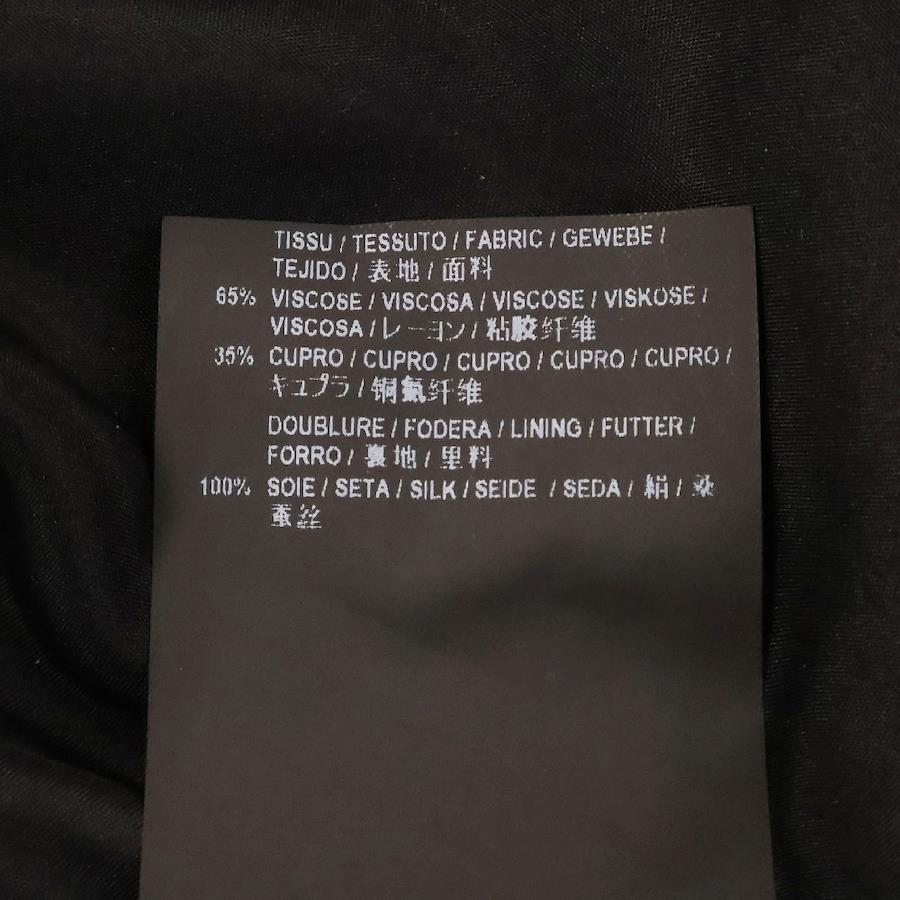 TISSU / TESSUTO / FABRIC / GEWEBE /
TEJIDO / 表地 / 面料
65% VISCOSE / VISCOSA / VISCOSE / VISKOSE /
VISCOSA / レーヨン / 粘胶纤维
35% CUPRO / CUPRO / CUPRO / CUPRO / CUPRO /
キュプラ / 铜氨纤维
DOUBLURE / FODERA / LINING / FUTTER /
FORRO / 裏地 / 里料
100% SOIE / SETA / SILK / SEIDE / SEDA / 絹 / 桑
蚕丝